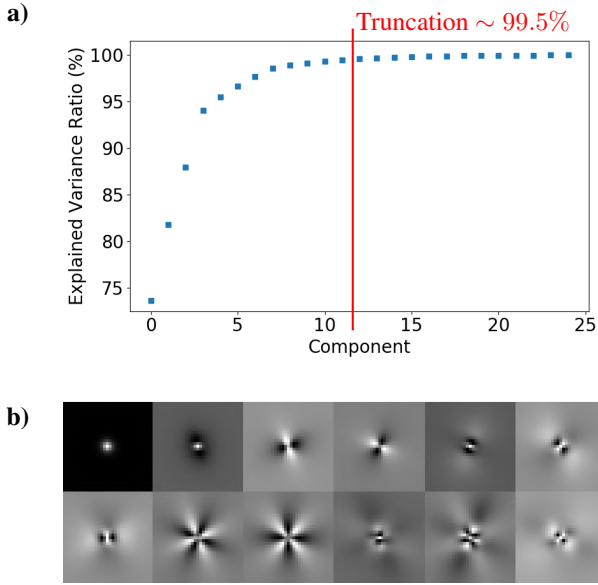 a)
Truncation ~ 99.5%
Explained Variance Ratio (%)
100
95
90
85
80
75
0 5 10 15 20 25
Component
b)